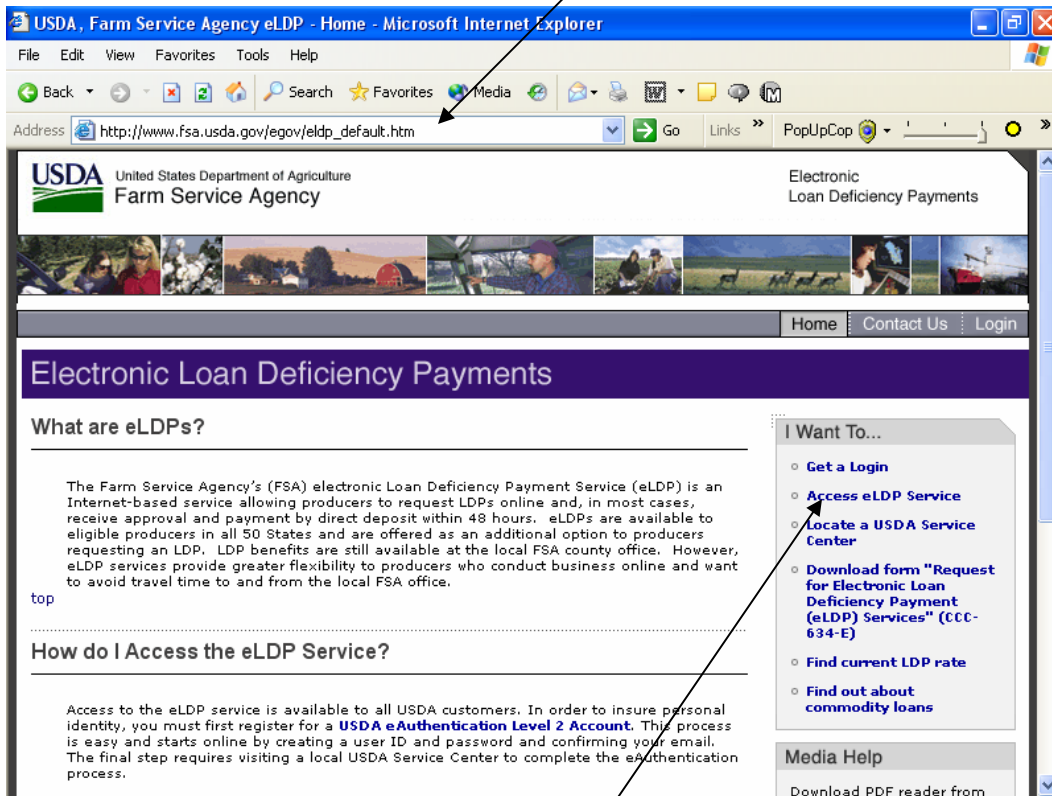 USDA, Farm Service Agency eLDP - Home - Microsoft Internet Explorer
File Edit View Favorites Tools Help
Back Search Favorites Media
Address http://www.fsa.usda.gov/egov/eldp_default.htm Go Links » PopUpCop »
USDA United States Department of Agriculture
Farm Service Agency
Electronic
Loan Deficiency Payments
Home Contact Us Login
Electronic Loan Deficiency Payments
What are eLDPs?
The Farm Service Agency's (FSA) electronic Loan Deficiency Payment Service (eLDP) is an
Internet-based service allowing producers to request LDPs online and, in most cases,
receive approval and payment by direct deposit within 48 hours. eLDPs are available to
eligible producers in all 50 States and are offered as an additional option to producers
requesting an LDP. LDP benefits are still available at the local FSA county office. However,
eLDP services provide greater flexibility to producers who conduct business online and want
to avoid travel time to and from the local FSA office.
top
How do I Access the eLDP Service?
Access to the eLDP service is available to all USDA customers. In order to insure personal
identity, you must first register for a USDA eAuthentication Level 2 Account. This process
is easy and starts online by creating a user ID and password and confirming your email.
The final step requires visiting a local USDA Service Center to complete the eAuthentication
process.
I Want To...
Get a Login
Access eLDP Service
Locate a USDA Service
Center
Download form "Request
for Electronic Loan
Deficiency Payment
(eLDP) Services" (CCC-
634-E)
Find current LDP rate
Find out about
commodity loans
Media Help
Download PDF reader from